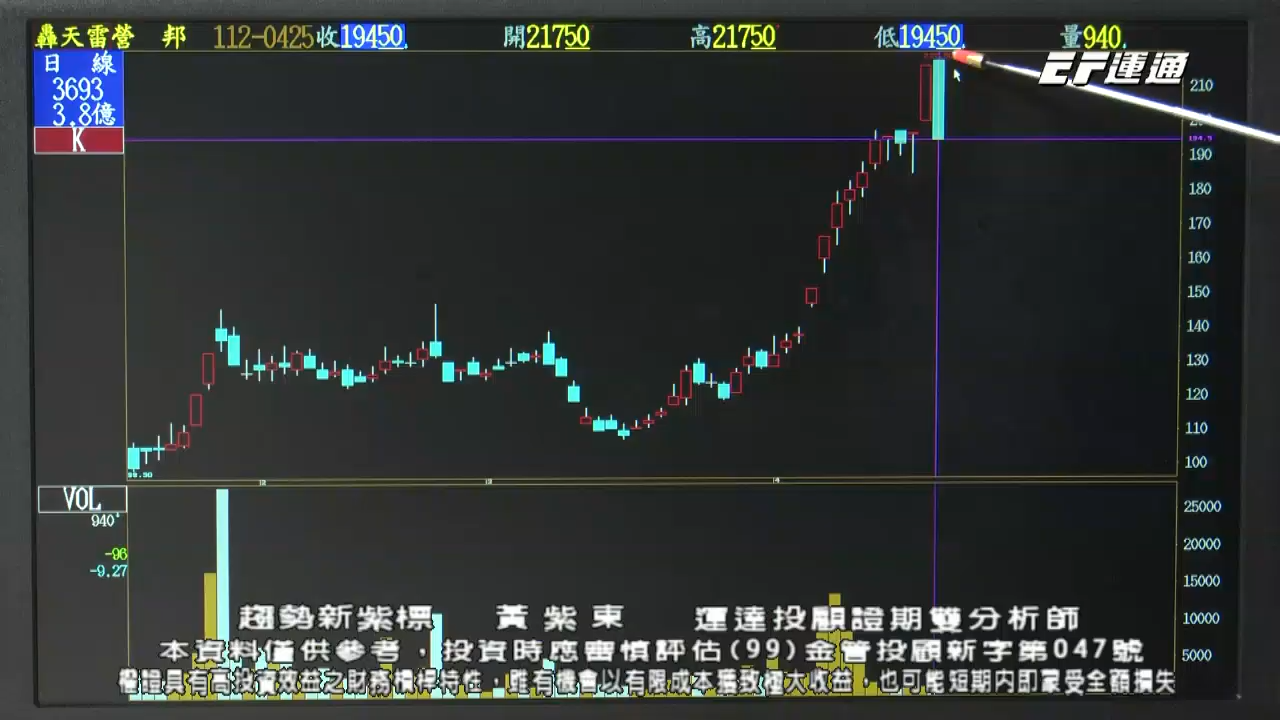 轟天雷營 邦 112-0425 收19450. 開21750 高21750 低19450. 量940.
EF運通
日線
3693
3.8億
K
210
194.5
190
180
170
160
150
140
130
120
110
100
98.90
2 3 4
VOL
940
-96
-9.27
25000
20000
15000
10000
5000
趨勢新紫標 黃紫東 運達投顧證期雙分析師
本資料僅供參考，投資時應審慎評估(99)金管投顧新字第047號
權證具有高投資效益之財務槓桿特性，雖有機會以有限成本獲致極大收益，也可能短期內即蒙受全額損失